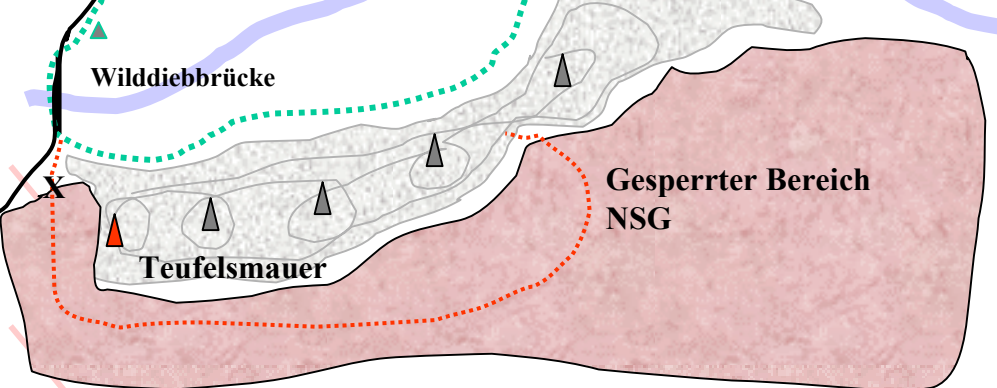 Wilddiebbrücke
X
Gesperrter Bereich
NSG
Teufelsmauer